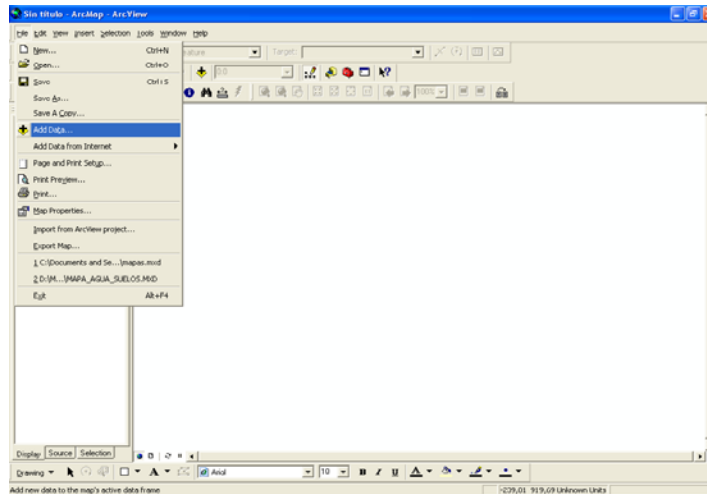 Sin título - ArcMap - ArcView
File Edit View Insert Selection Tools Window Help
New... Ctrl+N
Open... Ctrl+O
Save Ctrl+S
Save As...
Save A Copy...
Add Data...
Add Data from Internet
Page and Print Setup...
Print Preview...
Print...
Map Properties...
Import from ArcView project...
Export Map...
1 C:\Documents and Se...\mapas.mxd
2 D:\M...\MAPA_AGUA_SUELOS.MXD
Exit Alt+F4
Target:
0.0
100%
Display Source Selection
Drawing A Arial 10 B I U A
Add new data to the map's active data frame
-239,01 919,69 Unknown Units